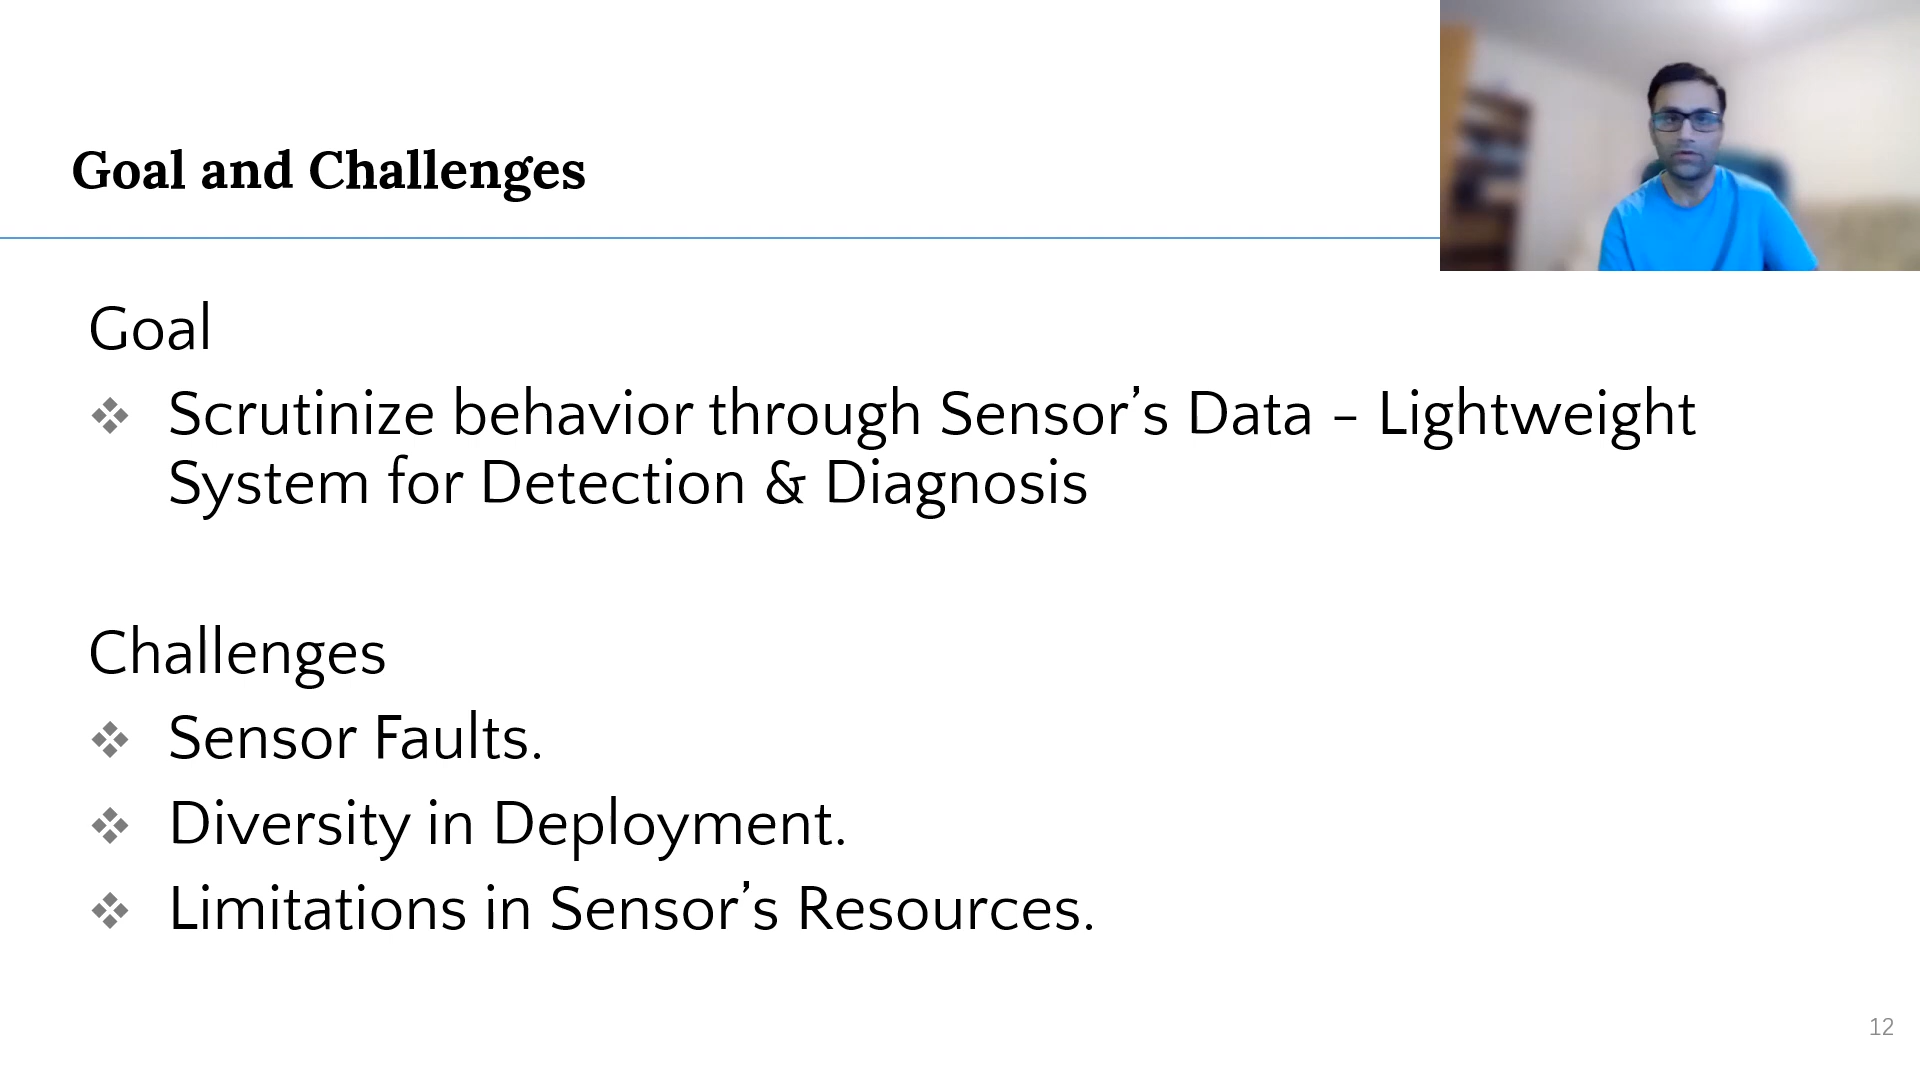 Goal and Challenges
Goal
❖ Scrutinize behavior through Sensor’s Data – Lightweight
System for Detection & Diagnosis
Challenges
❖ Sensor Faults.
❖ Diversity in Deployment.
❖ Limitations in Sensor’s Resources.
12